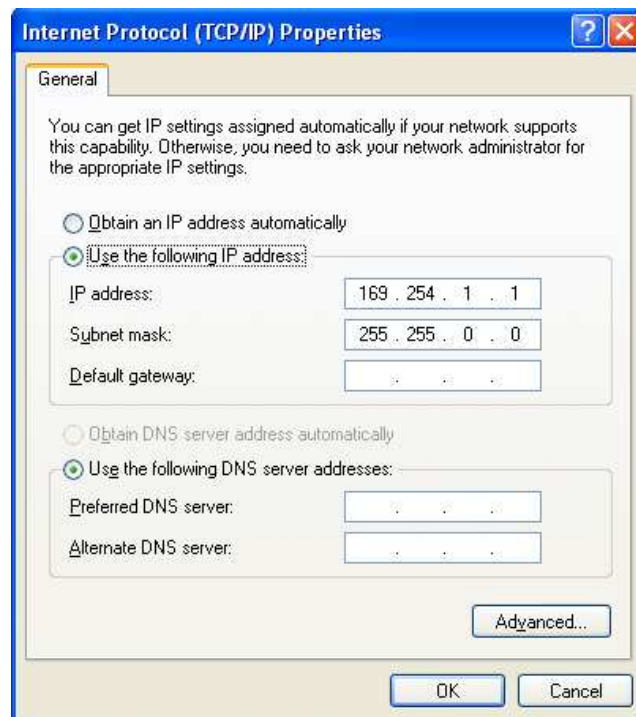 Internet Protocol (TCP/IP) Properties
General
You can get IP settings assigned automatically if your network supports
this capability. Otherwise, you need to ask your network administrator for
the appropriate IP settings.
Obtain an IP address automatically
Use the following IP address:
IP address: 169 . 254 . 1 . 1
Subnet mask: 255 . 255 . 0 . 0
Default gateway: . . .
Obtain DNS server address automatically
Use the following DNS server addresses:
Preferred DNS server: . . .
Alternate DNS server: . . .
Advanced...
OK Cancel